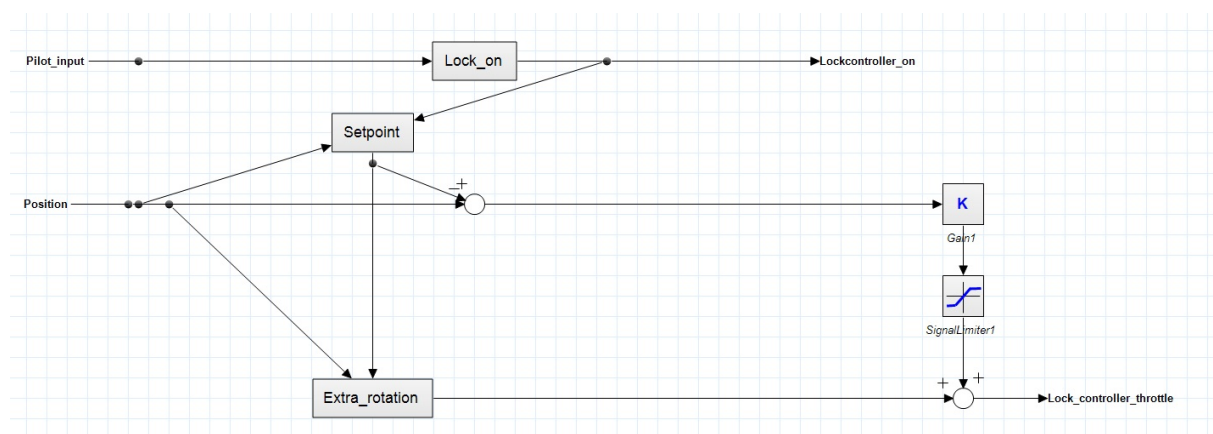 Pilot_input
Lock_on
Lockcontroller_on
Setpoint
+
−
Position
K
Gain1
SignalLimiter1
+
+
Extra_rotation
Lock_controller_throttle